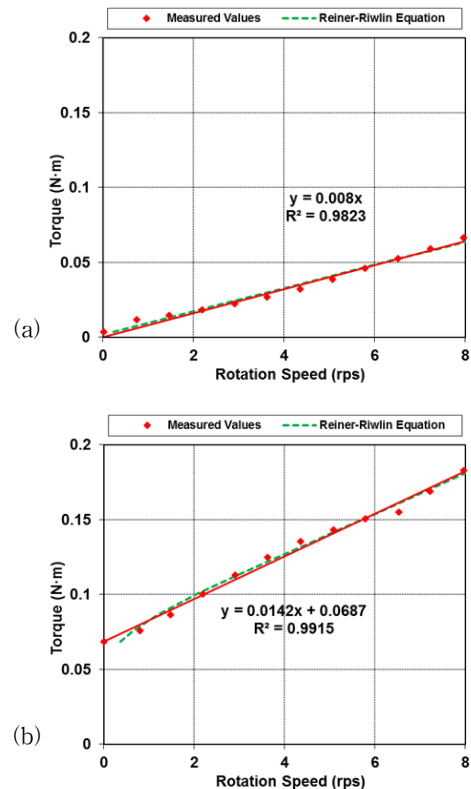 Measured Values Reiner-Riwlin Equation
0.2
0.15
0.1
0.05
0
Torque (N·m)
y = 0.008x
R² = 0.9823
0 2 4 6 8
Rotation Speed (rps)
(a)
Measured Values Reiner-Riwlin Equation
0.2
0.15
0.1
0.05
0
Torque (N·m)
y = 0.0142x + 0.0687
R² = 0.9915
0 2 4 6 8
Rotation Speed (rps)
(b)